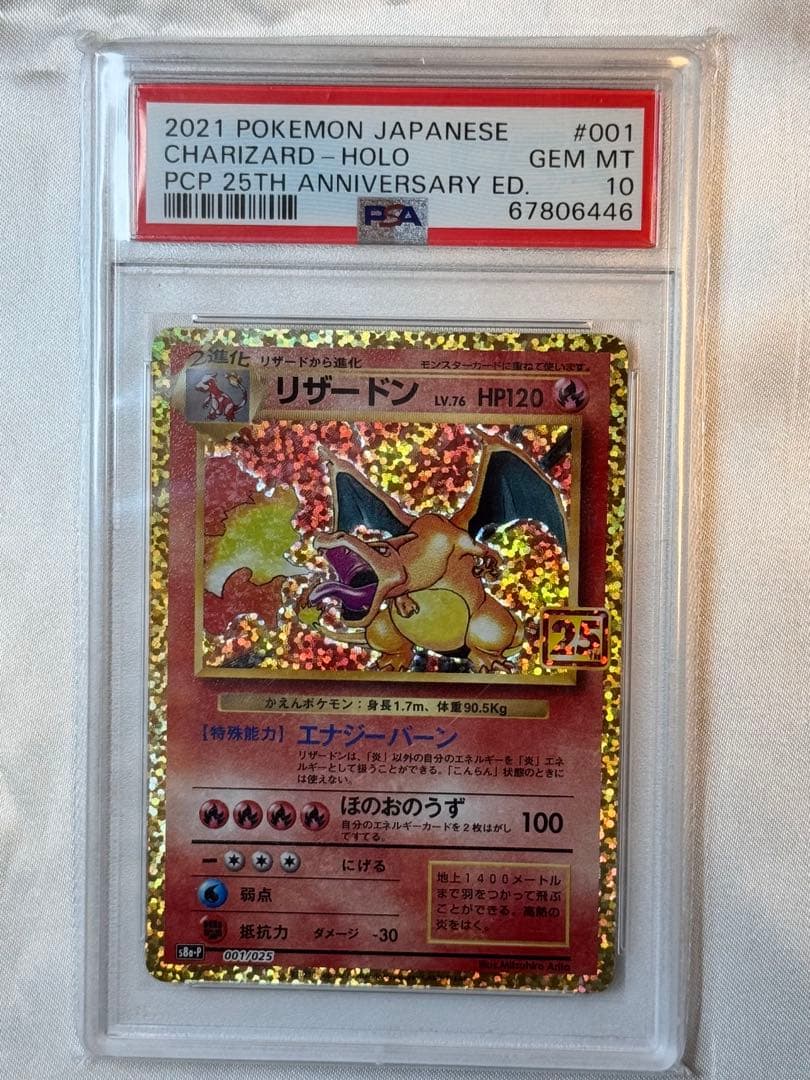 2021 POKEMON JAPANESE #001
CHARIZARD - HOLO GEM MT
PCP 25TH ANNIVERSARY ED. 10
67806446
PSA
2進化 リザードから進化 モンスターカードに重ねて使います。
リザードン LV.76 HP120
25th
かえんポケモン:身長1.7m、体重90.5Kg
【特殊能力】 エナジーバーン
リザードンは、「炎」以外の自分のエネルギーを「炎」エネ
ルギーとして扱うことができる。「こんらん」状態のときに
は使えない。
ほのおのうず 100
自分のエネルギーカードを2枚はがし
てすてる。
にげる
弱点
抵抗力 ダメージ -30
地上1400メートル
まで羽をつかって飛ぶ
ことができる。高熱の
炎をはく。
s8a-P 001/025
Illus. Mitsuhiro Arita